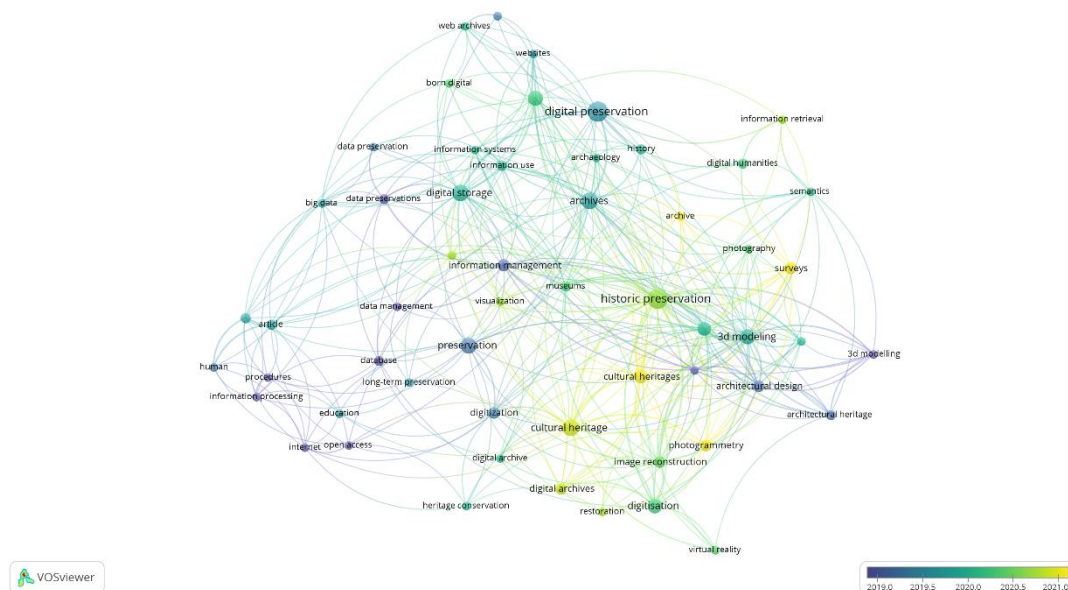 web archives
websites
born digital
digital preservation
information retrieval
data preservation
information systems
archaeology
history
information use
digital humanities
digital storage
semantics
data preservations
big data
archives
archive
photography
information management
surveys
museums
data management
visualization
historic preservation
article
3d modeling
preservation
3d modelling
database
human
procedures
long-term preservation
cultural heritages
architectural design
information processing
education
digitization
architectural heritage
cultural heritage
internet
open access
photogrammetry
digital archive
image reconstruction
digital archives
heritage conservation
restoration
digitisation
virtual reality
VOSviewer
2019.0 2019.5 2020.0 2020.5 2021.0